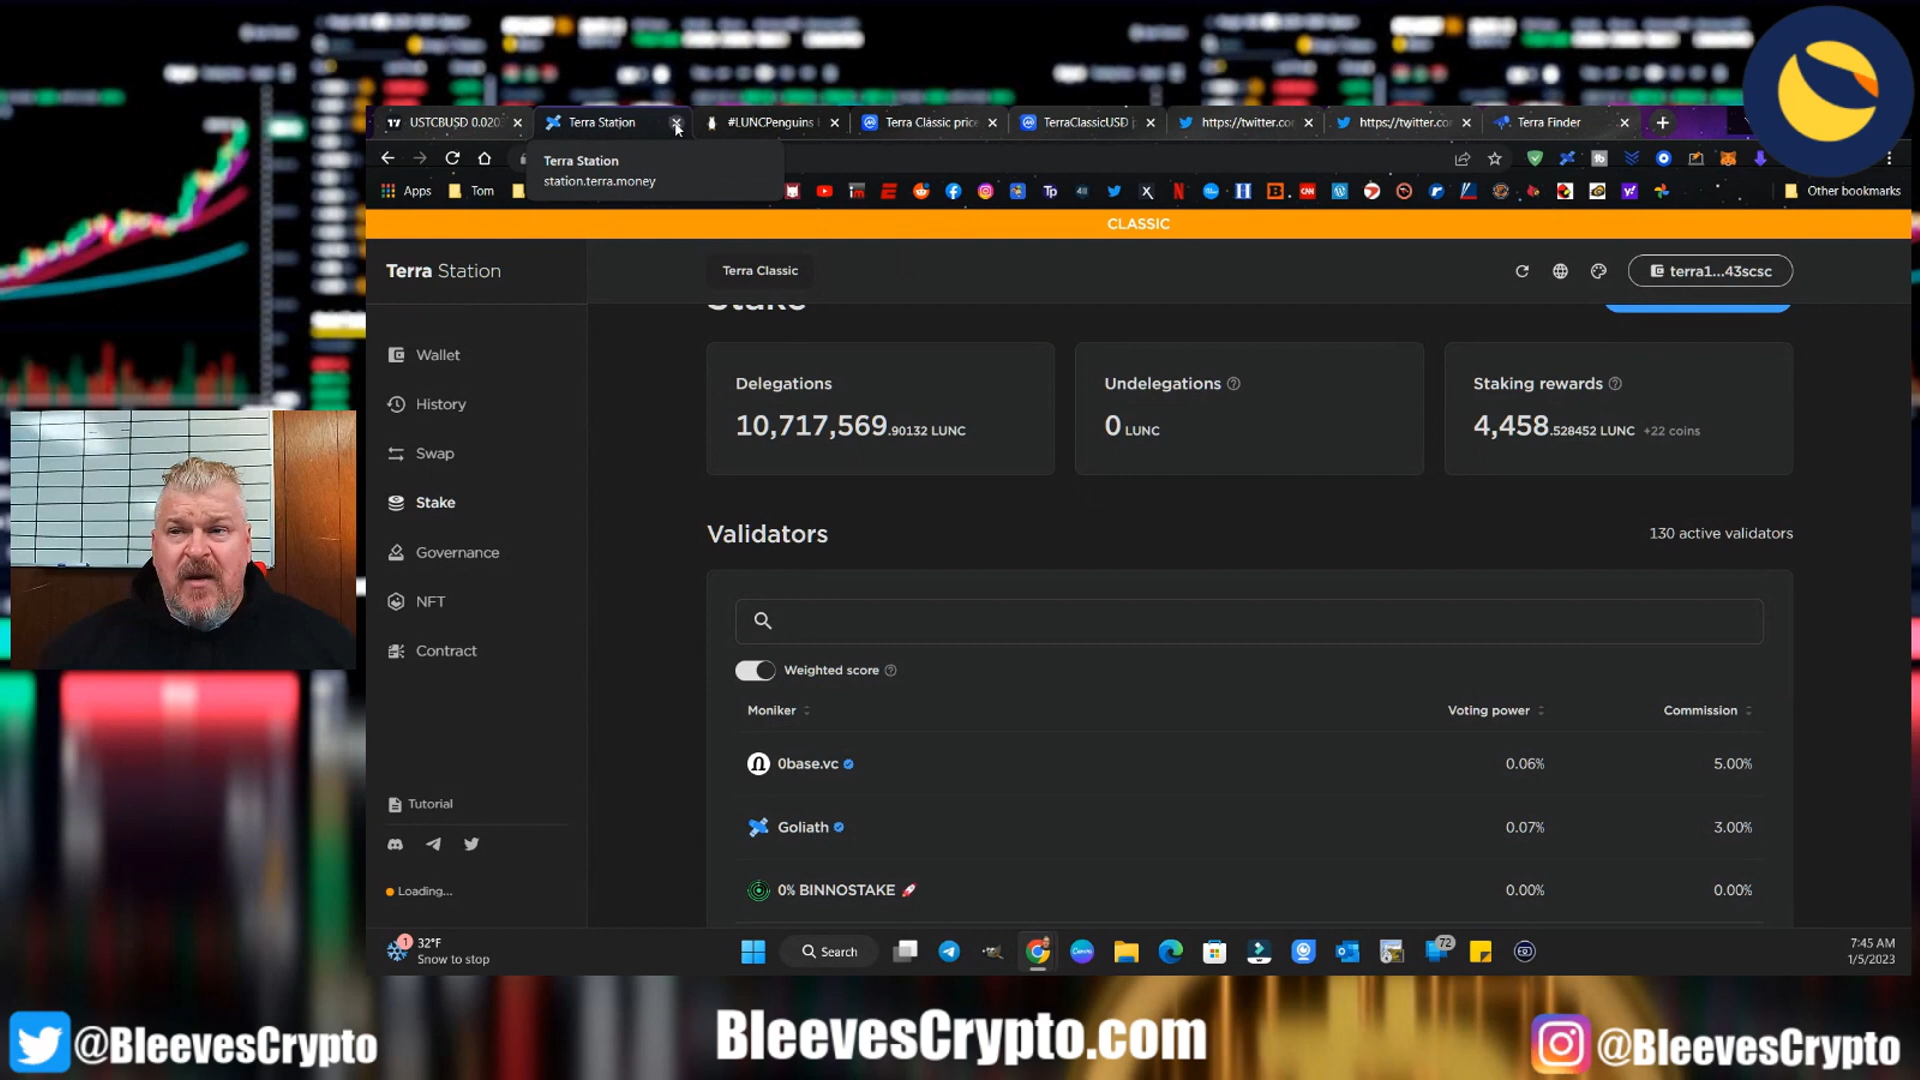 USTCBUSD 0.020
Terra Station
#LUNCPenguins
Terra Classic price
TerraClassicUSD p
https://twitter.co
https://twitter.co
Terra Finder
Terra Station
station.terra.money
Apps
Tom
Other bookmarks
CLASSIC
Terra Station
Terra Classic
terra1...43scsc
Stake
Wallet
History
Swap
Stake
Governance
NFT
Contract
Delegations
10,717,569.90132 LUNC
Undelegations
0 LUNC
Staking rewards
4,458.528452 LUNC +22 coins
Validators
130 active validators
Weighted score
Moniker
Voting power
Commission
0base.vc
0.06%
5.00%
Goliath
0.07%
3.00%
0% BINNOSTAKE
0.00%
0.00%
Tutorial
Loading...
1
32°F
Snow to stop
Search
72
7:45 AM
1/5/2023
@BleevesCrypto
BleevesCrypto.com
@BleevesCrypto